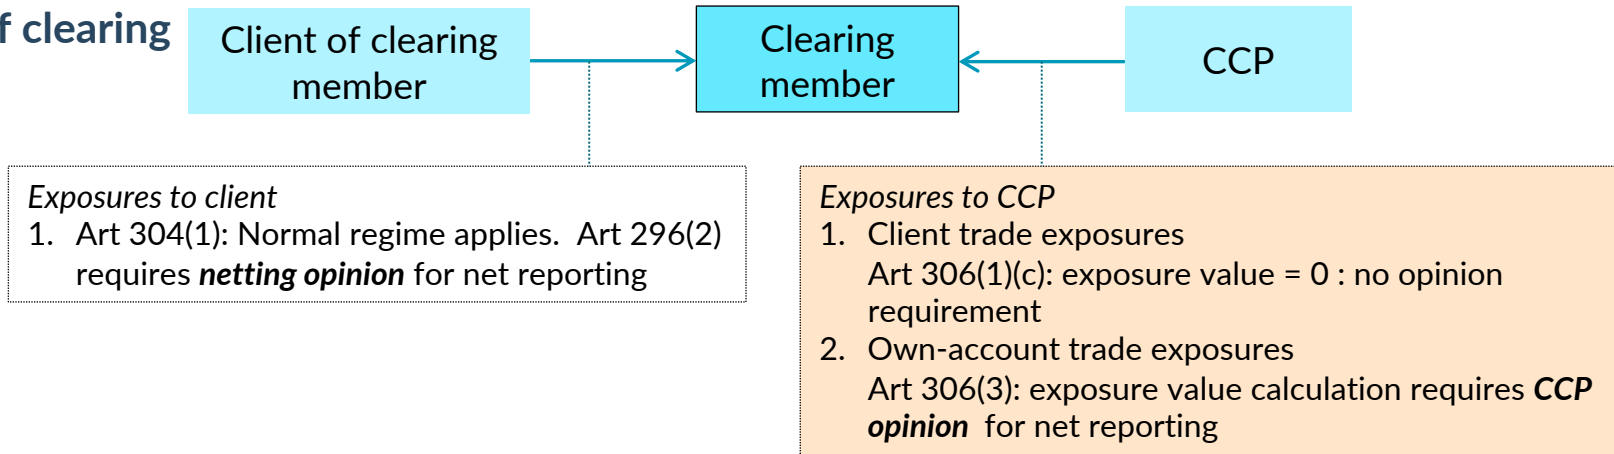 f clearing
Client of clearing
member
Clearing
member
CCP
Exposures to client
1. Art 304(1): Normal regime applies. Art 296(2)
requires netting opinion for net reporting
Exposures to CCP
1. Client trade exposures
Art 306(1)(c): exposure value = 0 : no opinion
requirement
2. Own-account trade exposures
Art 306(3): exposure value calculation requires CCP
opinion for net reporting